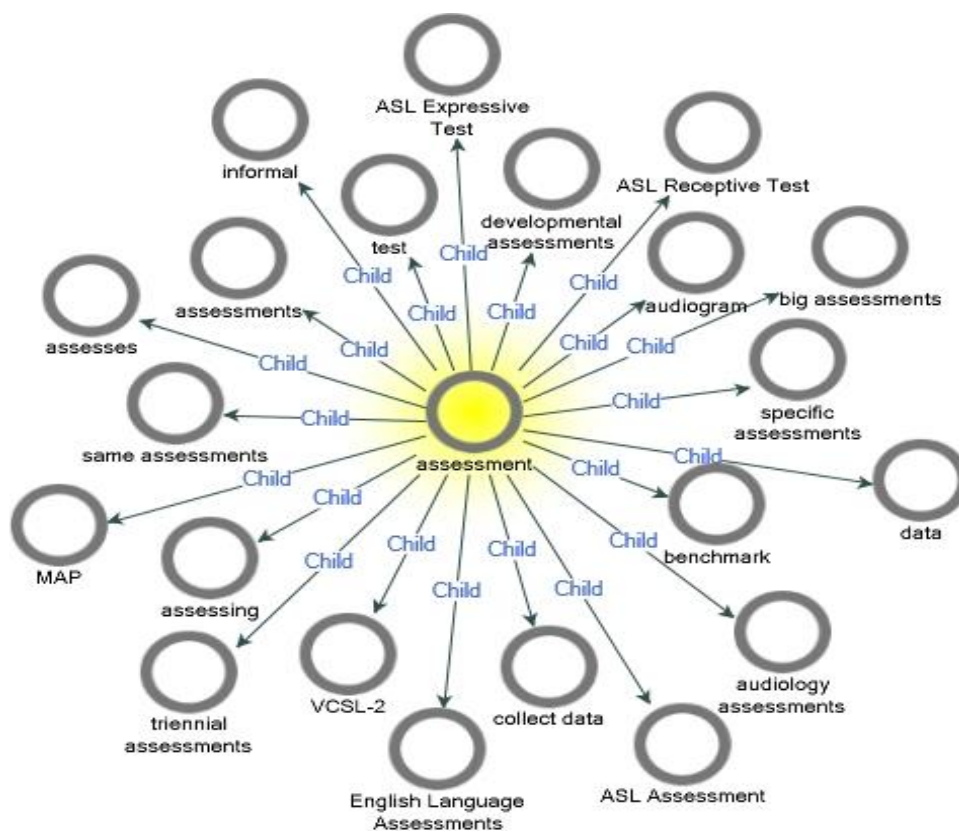 ASL Expressive
Test
informal
ASL Receptive Test
test
developmental
assessments
Child
Child
Child
Child
Child
Child
assessments
audiogram
big assessments
assesses
Child
Child
Child
Child
Child
specific
assessments
same assessments
Child
assessment
Child
Child
Child
data
MAP
Child
benchmark
Child
Child
Child
assessing
Child
Child
Child
audiology
assessments
triennial
assessments
VCSL-2
collect data
English Language
Assessments
ASL Assessment